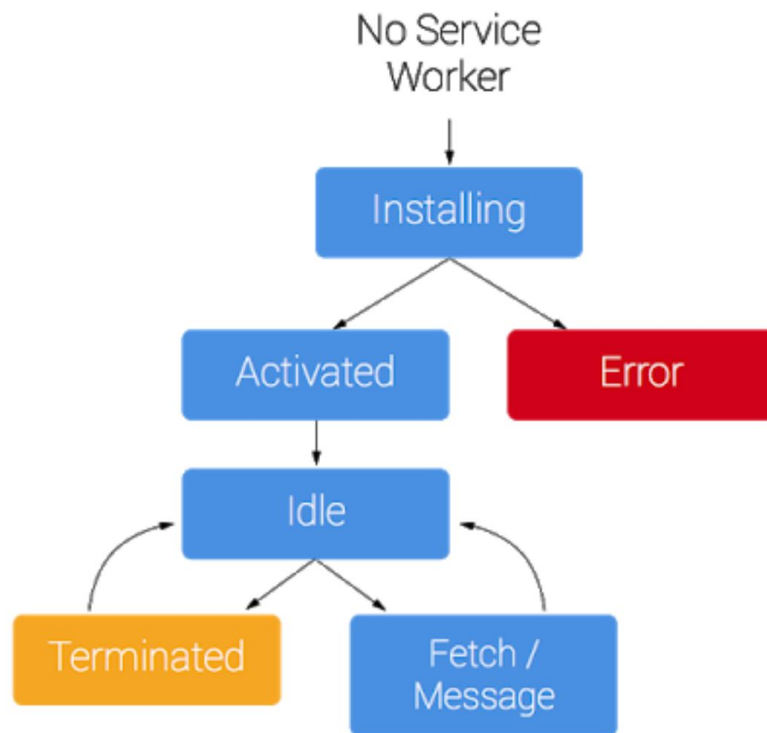 No Service
Worker
Installing
Activated
Error
Idle
Terminated
Fetch /
Message